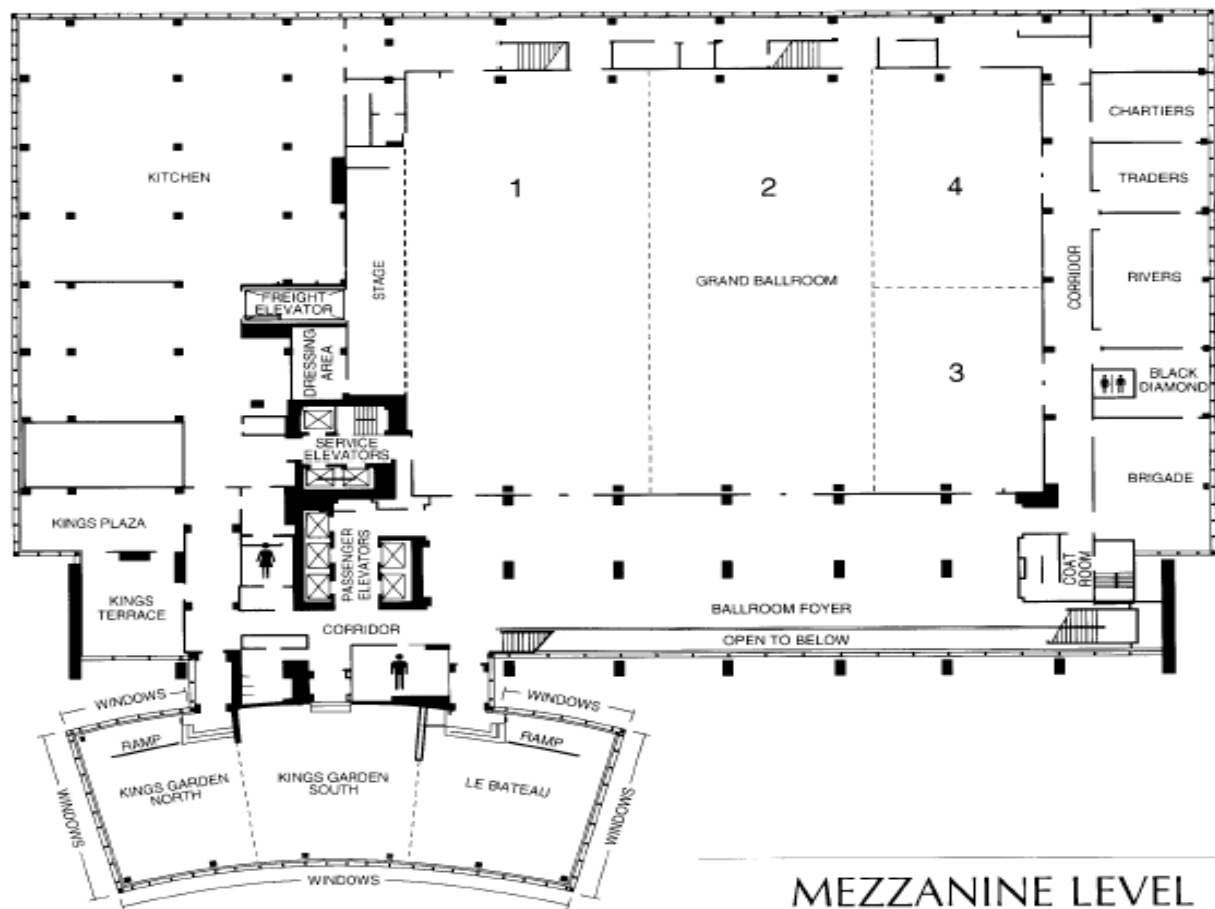 CHARTIERS
KITCHEN
1
2
4
TRADERS
STAGE
GRAND BALLROOM
CORRIDOR
RIVERS
FREIGHT
ELEVATOR
DRESSING
AREA
3
BLACK
DIAMOND
SERVICE
ELEVATORS
BRIGADE
KINGS PLAZA
PASSENGER
ELEVATORS
COAT
ROOM
KINGS
TERRACE
BALLROOM FOYER
CORRIDOR
OPEN TO BELOW
WINDOWS
WINDOWS
RAMP
RAMP
KINGS GARDEN
NORTH
KINGS GARDEN
SOUTH
LE BATEAU
WINDOWS
WINDOWS
WINDOWS
MEZZANINE LEVEL